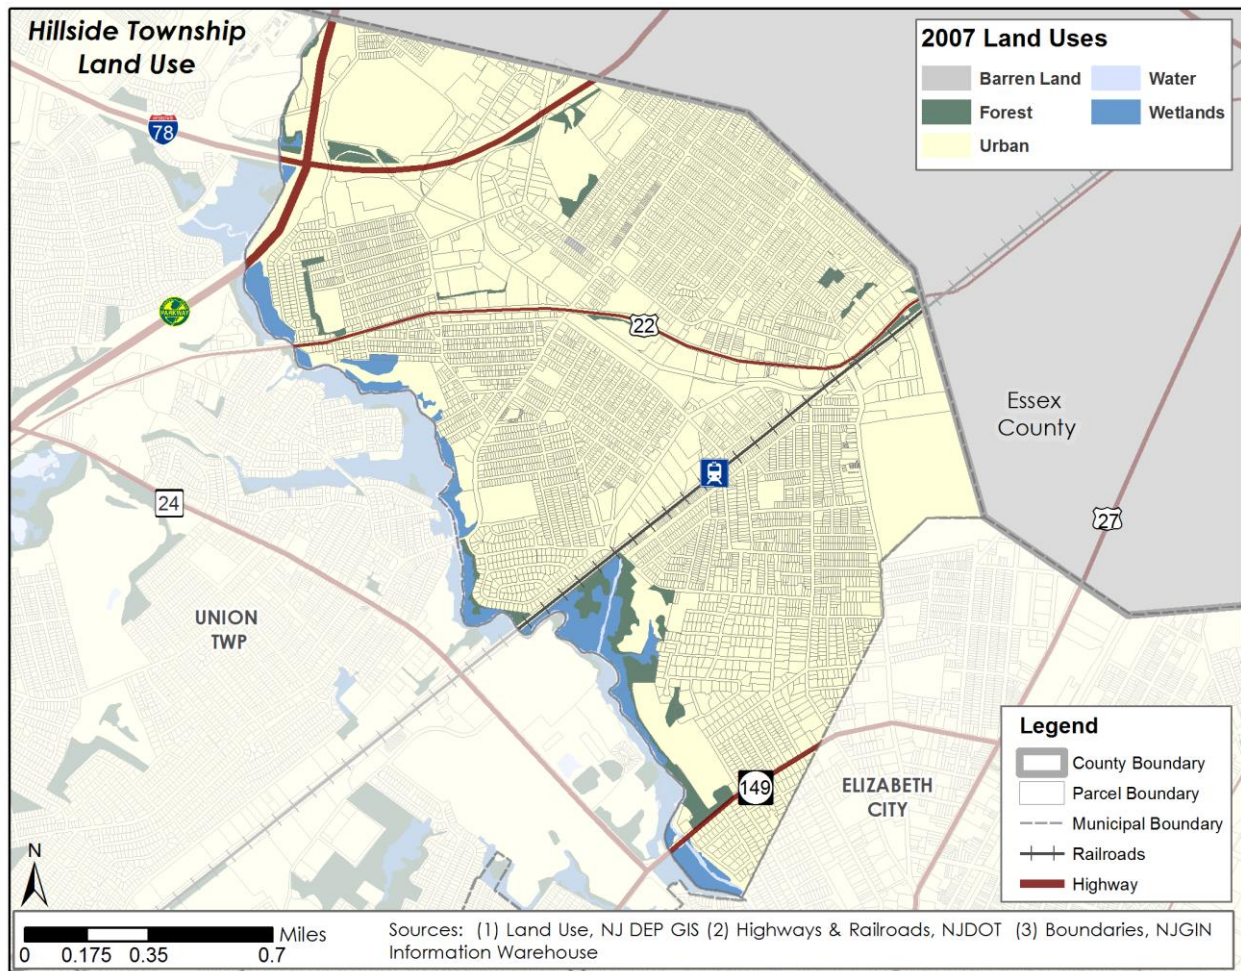 Hillside Township
Land Use
2007 Land Uses
Barren Land
Water
Forest
Wetlands
Urban
78
PARKWAY
22
Essex
County
24
27
UNION
TWP
149
ELIZABETH
CITY
Legend
County Boundary
Parcel Boundary
Municipal Boundary
Railroads
Highway
N
Miles
0 0.175 0.35 0.7
Sources: (1) Land Use, NJ DEP GIS (2) Highways & Railroads, NJDOT (3) Boundaries, NJGIN
Information Warehouse